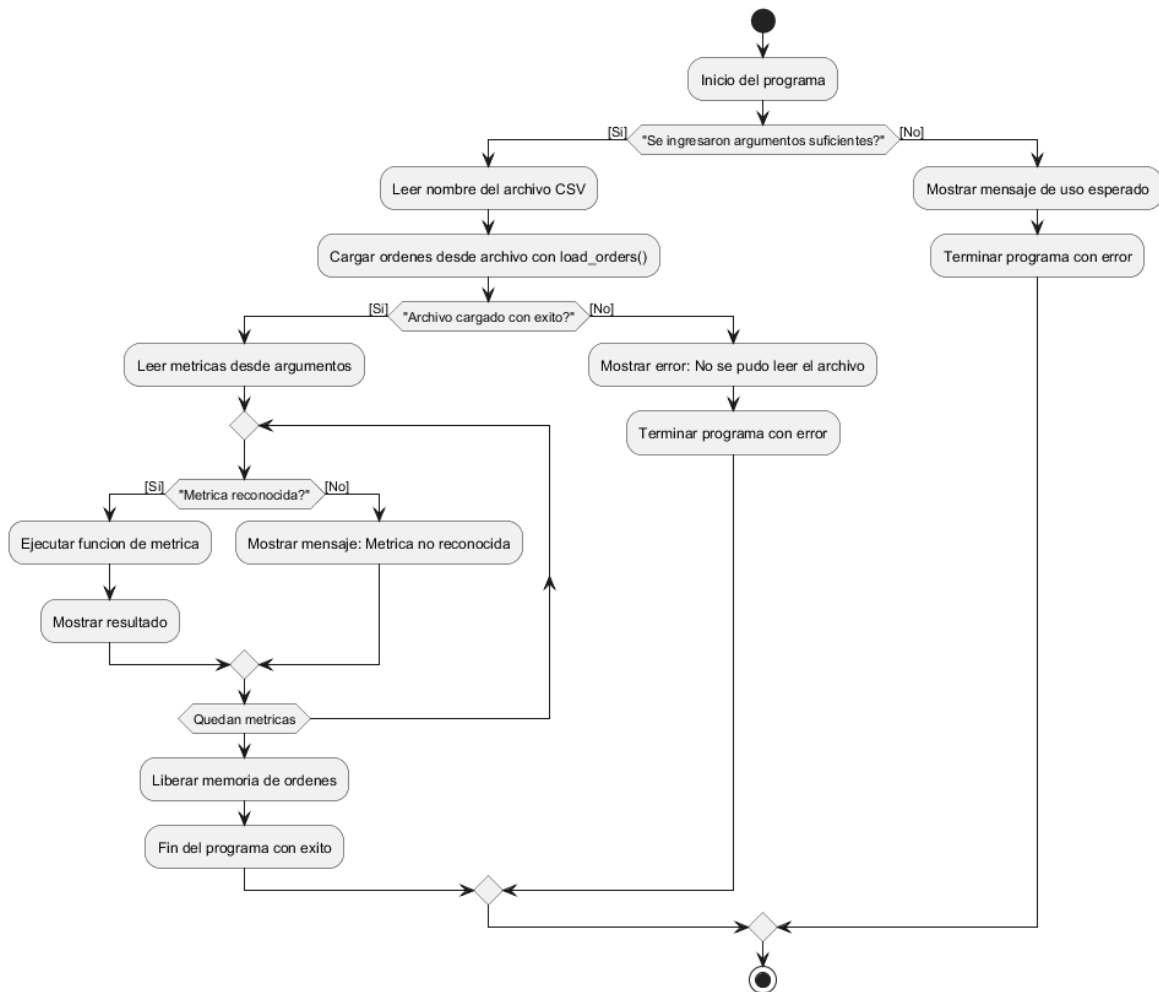 Inicio del programa
[Si]
"Se ingresaron argumentos suficientes?"
[No]
Leer nombre del archivo CSV
Mostrar mensaje de uso esperado
Cargar ordenes desde archivo con load_orders()
Terminar programa con error
[Si]
"Archivo cargado con exito?"
[No]
Leer metricas desde argumentos
Mostrar error: No se pudo leer el archivo
Terminar programa con error
[Si]
"Metrica reconocida?"
[No]
Ejecutar funcion de metrica
Mostrar mensaje: Metrica no reconocida
Mostrar resultado
Quedan metricas
Liberar memoria de ordenes
Fin del programa con exito